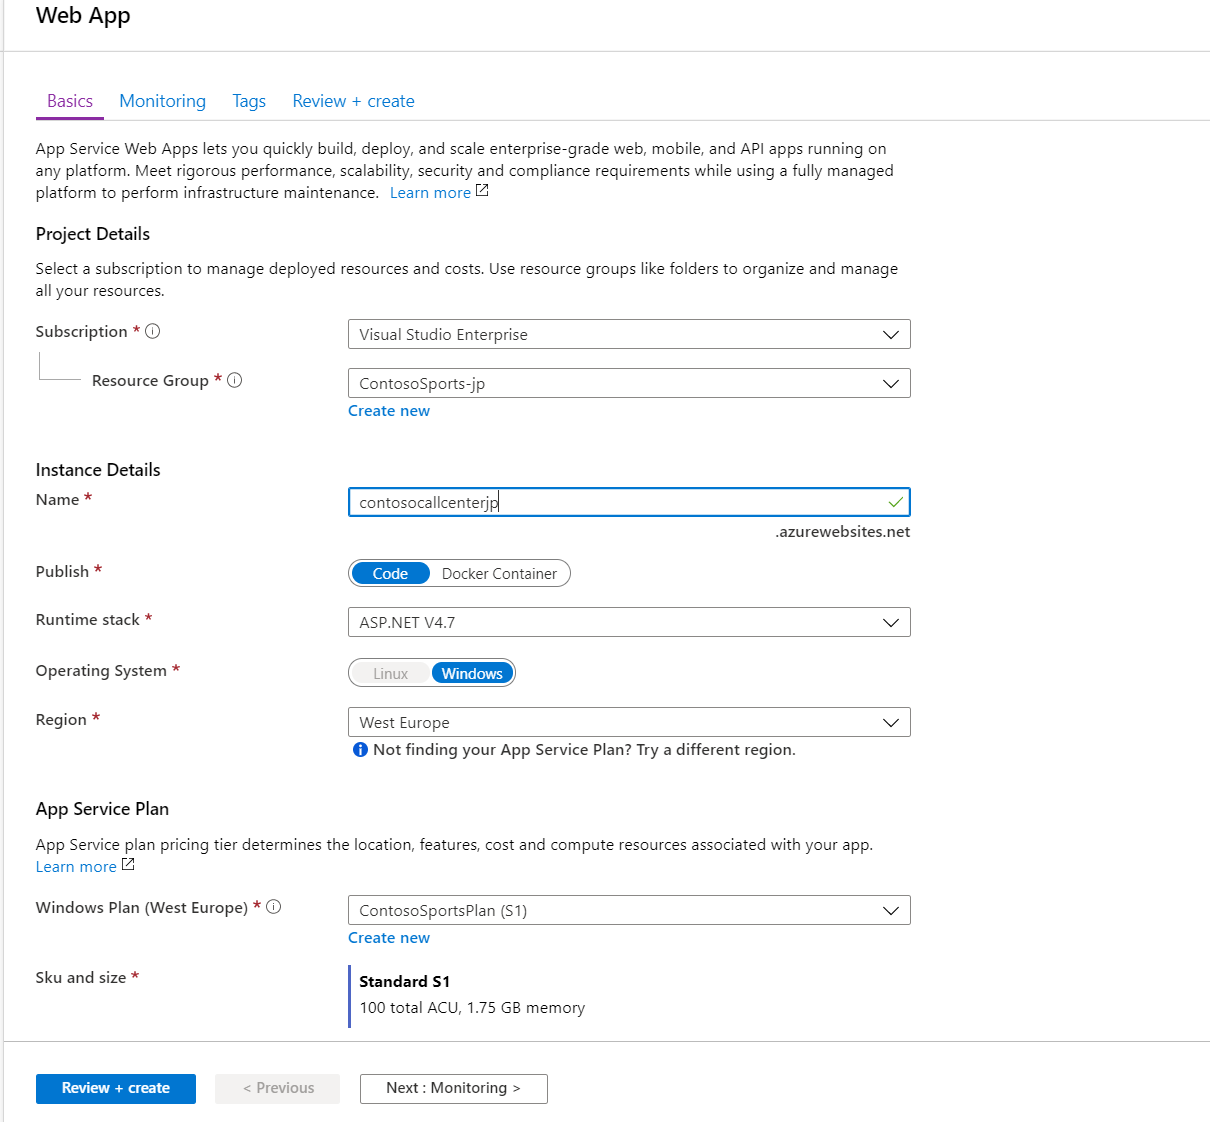 Web App
Basics Monitoring Tags Review + create
App Service Web Apps lets you quickly build, deploy, and scale enterprise-grade web, mobile, and API apps running on
any platform. Meet rigorous performance, scalability, security and compliance requirements while using a fully managed
platform to perform infrastructure maintenance. Learn more
Project Details
Select a subscription to manage deployed resources and costs. Use resource groups like folders to organize and manage
all your resources.
Subscription * Visual Studio Enterprise
Resource Group * ContosoSports-jp
Create new
Instance Details
Name * contosocallcenterjp
.azurewebsites.net
Publish * Code Docker Container
Runtime stack * ASP.NET V4.7
Operating System * Linux Windows
Region * West Europe
Not finding your App Service Plan? Try a different region.
App Service Plan
App Service plan pricing tier determines the location, features, cost and compute resources associated with your app.
Learn more
Windows Plan (West Europe) * ContosoSportsPlan (S1)
Create new
Sku and size * Standard S1
100 total ACU, 1.75 GB memory
Review + create < Previous Next : Monitoring >